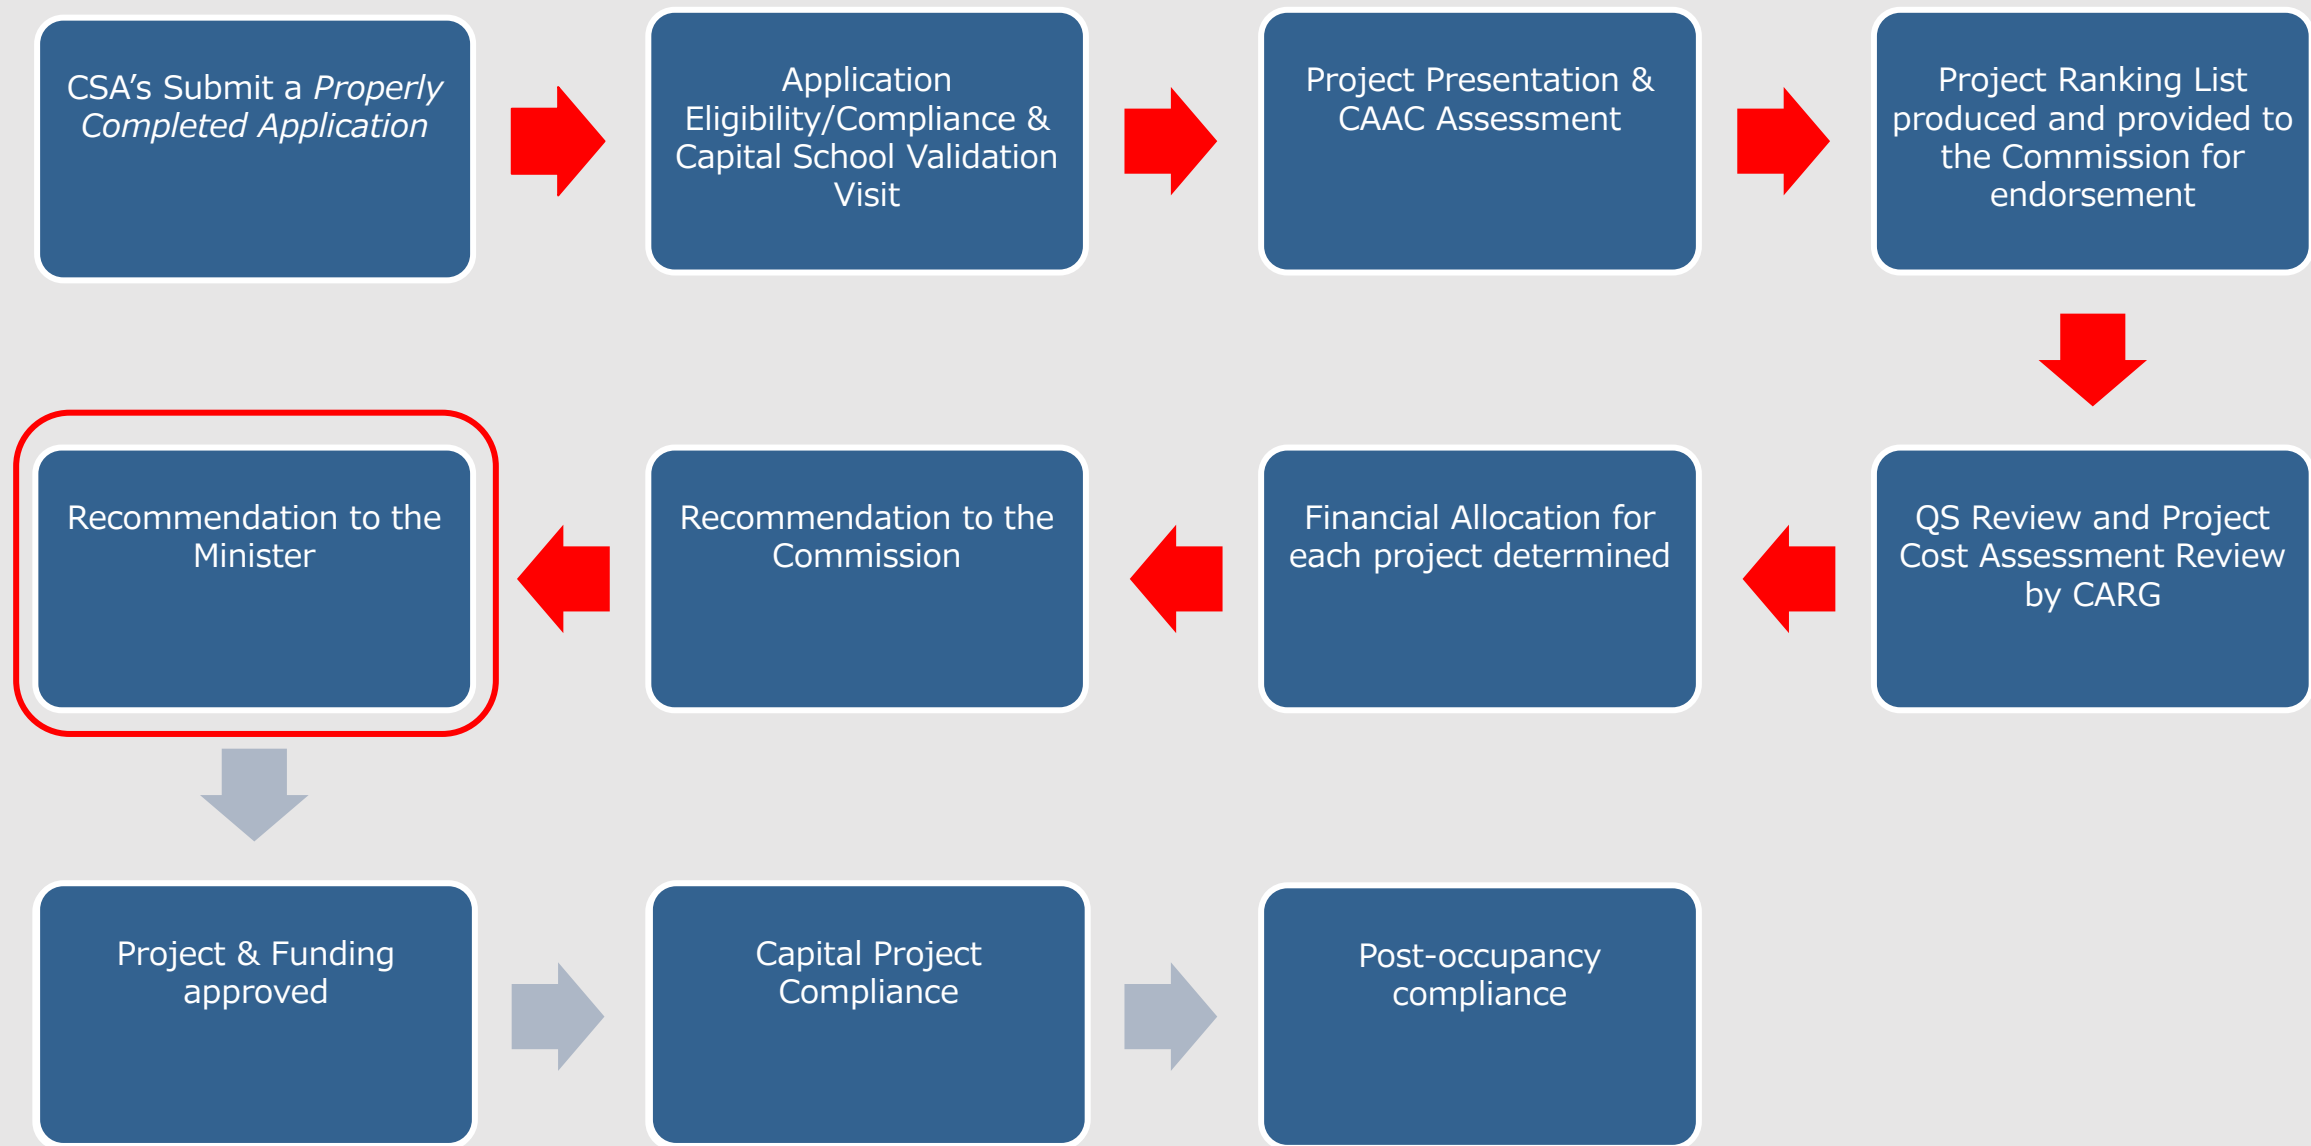 CSA’s Submit a Properly
Completed Application
Application
Eligibility/Compliance &
Capital School Validation
Visit
Project Presentation &
CAAC Assessment
Project Ranking List
produced and provided to
the Commission for
endorsement
Recommendation to the
Minister
Recommendation to the
Commission
Financial Allocation for
each project determined
QS Review and Project
Cost Assessment Review
by CARG
Project & Funding
approved
Capital Project
Compliance
Post-occupancy
compliance